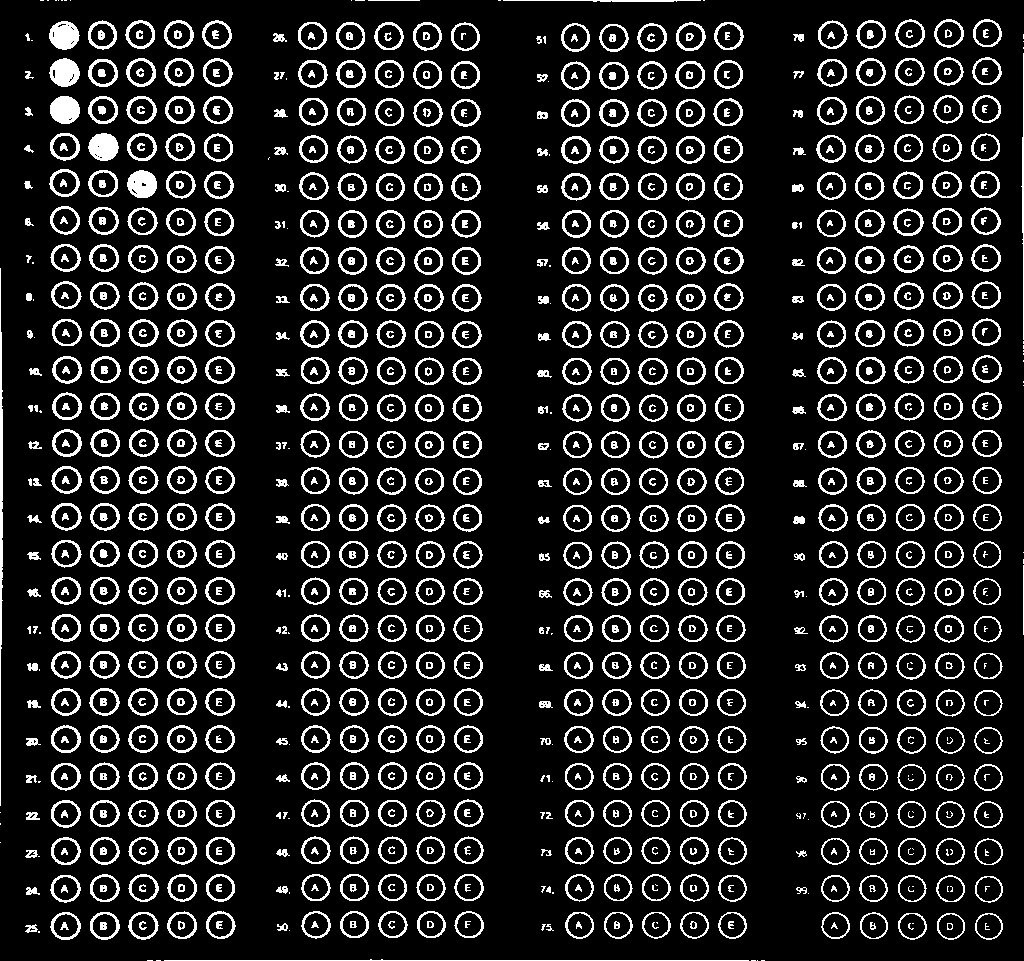 1. B C D E
2. B C D E
3. B C D E
4. A C D E
5. A B D E
6. A B C D E
7. A B C D E
8. A B C D E
9. A B C D E
10. A B C D E
11. A B C D E
12. A B C D E
13. A B C D E
14. A B C D E
15. A B C D E
16. A B C D E
17. A B C D E
18. A B C D E
19. A B C D E
20. A B C D E
21. A B C D E
22. A B C D E
23. A B C D E
24. A B C D E
25. A B C D E
26. A B C D E
27. A B C D E
28. A B C D E
29. A B C D E
30. A B C D E
31. A B C D E
32. A B C D E
33. A B C D E
34. A B C D E
35. A B C D E
36. A B C D E
37. A B C D E
38. A B C D E
39. A B C D E
40 A B C D E
41. A B C D E
42. A B C D E
43 A B C D E
44. A B C D E
45. A B C D E
46. A B C D E
47. A B C D E
48. A B C D E
49. A B C D E
50. A B C D E
51 A B C D E
52. A B C D E
53 A B C D E
54. A B C D E
55 A B C D E
56. A B C D E
57. A B C D E
58. A B C D E
59. A B C D E
60. A B C D E
61. A B C D E
62. A B C D E
63. A B C D E
64 A B C D E
65 A B C D E
66. A B C D E
67. A B C D E
68. A B C D E
69. A B C D E
70. A B C D E
71. A B C D E
72. A B C D E
73 A B C D E
74. A B C D E
75. A B C D E
76 A B C D E
77 A B C D E
78 A B C D E
79. A B C D E
80 A B C D E
81 A B C D E
82. A B C D E
83 A B C D E
84 A B C D E
85. A B C D E
86. A B C D E
87. A B C D E
88. A B C D E
89 A B C D E
90 A B C D E
91. A B C D E
92. A B C D E
93 A B C D E
94. A B C D E
95 A B C D E
96 A B C D E
97. A B C D E
98 A B C D E
99. A B C D E
A B C D E